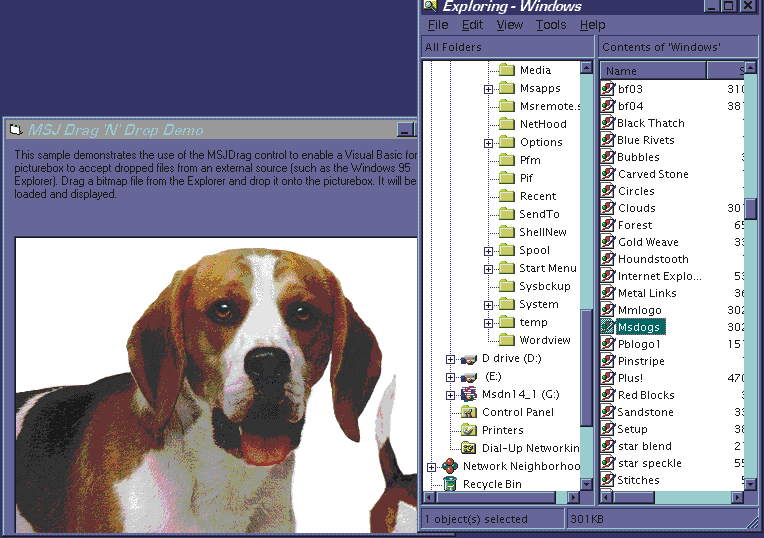 MSJ Drag 'N' Drop Demo
This sample demonstrates the use of the MSJDrag control to enable a Visual Basic for
picturebox to accept dropped files from an external source (such as the Windows 95
Explorer). Drag a bitmap file from the Explorer and drop it onto the picturebox. It will be
loaded and displayed.
Exploring - Windows
File Edit View Tools Help
All Folders
Media
Msapps
Msremote.s
NetHood
Options
Pfm
Pif
Recent
SendTo
ShellNew
Spool
Start Menu
Sysbckup
System
temp
Wordview
D drive (D:)
(E:)
Msdn14_1 (G:)
Control Panel
Printers
Dial-Up Networkin
Network Neighborhoo
Recycle Bin
Contents of 'Windows'
Name S
bf03 310
bf04 381
Black Thatch
Blue Rivets
Bubbles
Carved Stone
Circles
Clouds 30
Forest 65
Gold Weave 33
Houndstooth
Internet Explo... 53
Metal Links 36
Mmlogo 302
Msdogs 302
Pblogo1 151
Pinstripe
Plus! 470
Red Blocks
Sandstone 33
Setup 38
star blend 2
star speckle 55
Stitches
1 object(s) selected 301KB